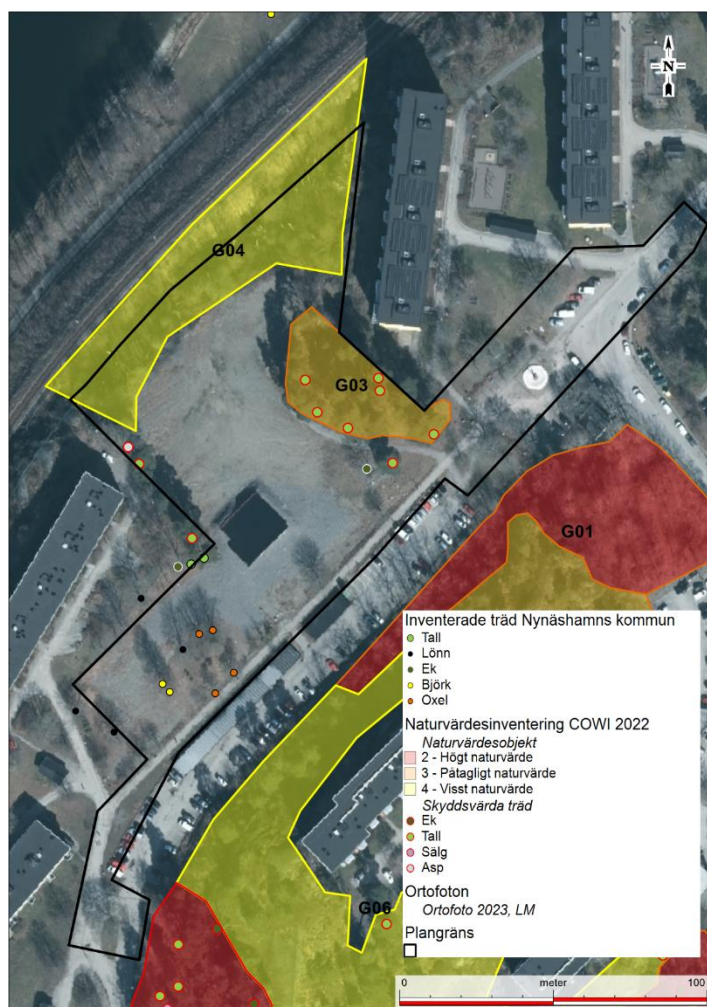 N
G04
G03
G01
G06
Inventerade träd Nynäshamns kommun
Tall
Lönn
Ek
Björk
Oxel
Naturvärdesinventering COWI 2022
Naturvärdesobjekt
2 - Högt naturvärde
3 - Påtagligt naturvärde
4 - Visst naturvärde
Skyddsvärda träd
Ek
Tall
Sälg
Asp
Ortofoton
Ortofoto 2023, LM
Plangräns
0 meter 100